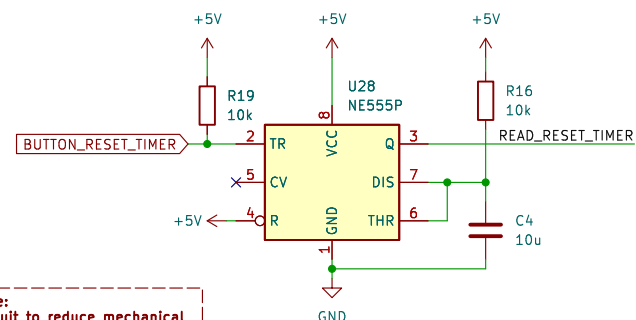 +5V
+5V
+5V
R19
10k
U28
NE555P
R16
10k
8
VCC
BUTTON_RESET_TIMER
2
TR
Q
3
READ_RESET_TIMER
5
CV
DIS
7
+5V
4
R
GND
THR
6
1
C4
10u
GND
e:
uit to reduce mechanical